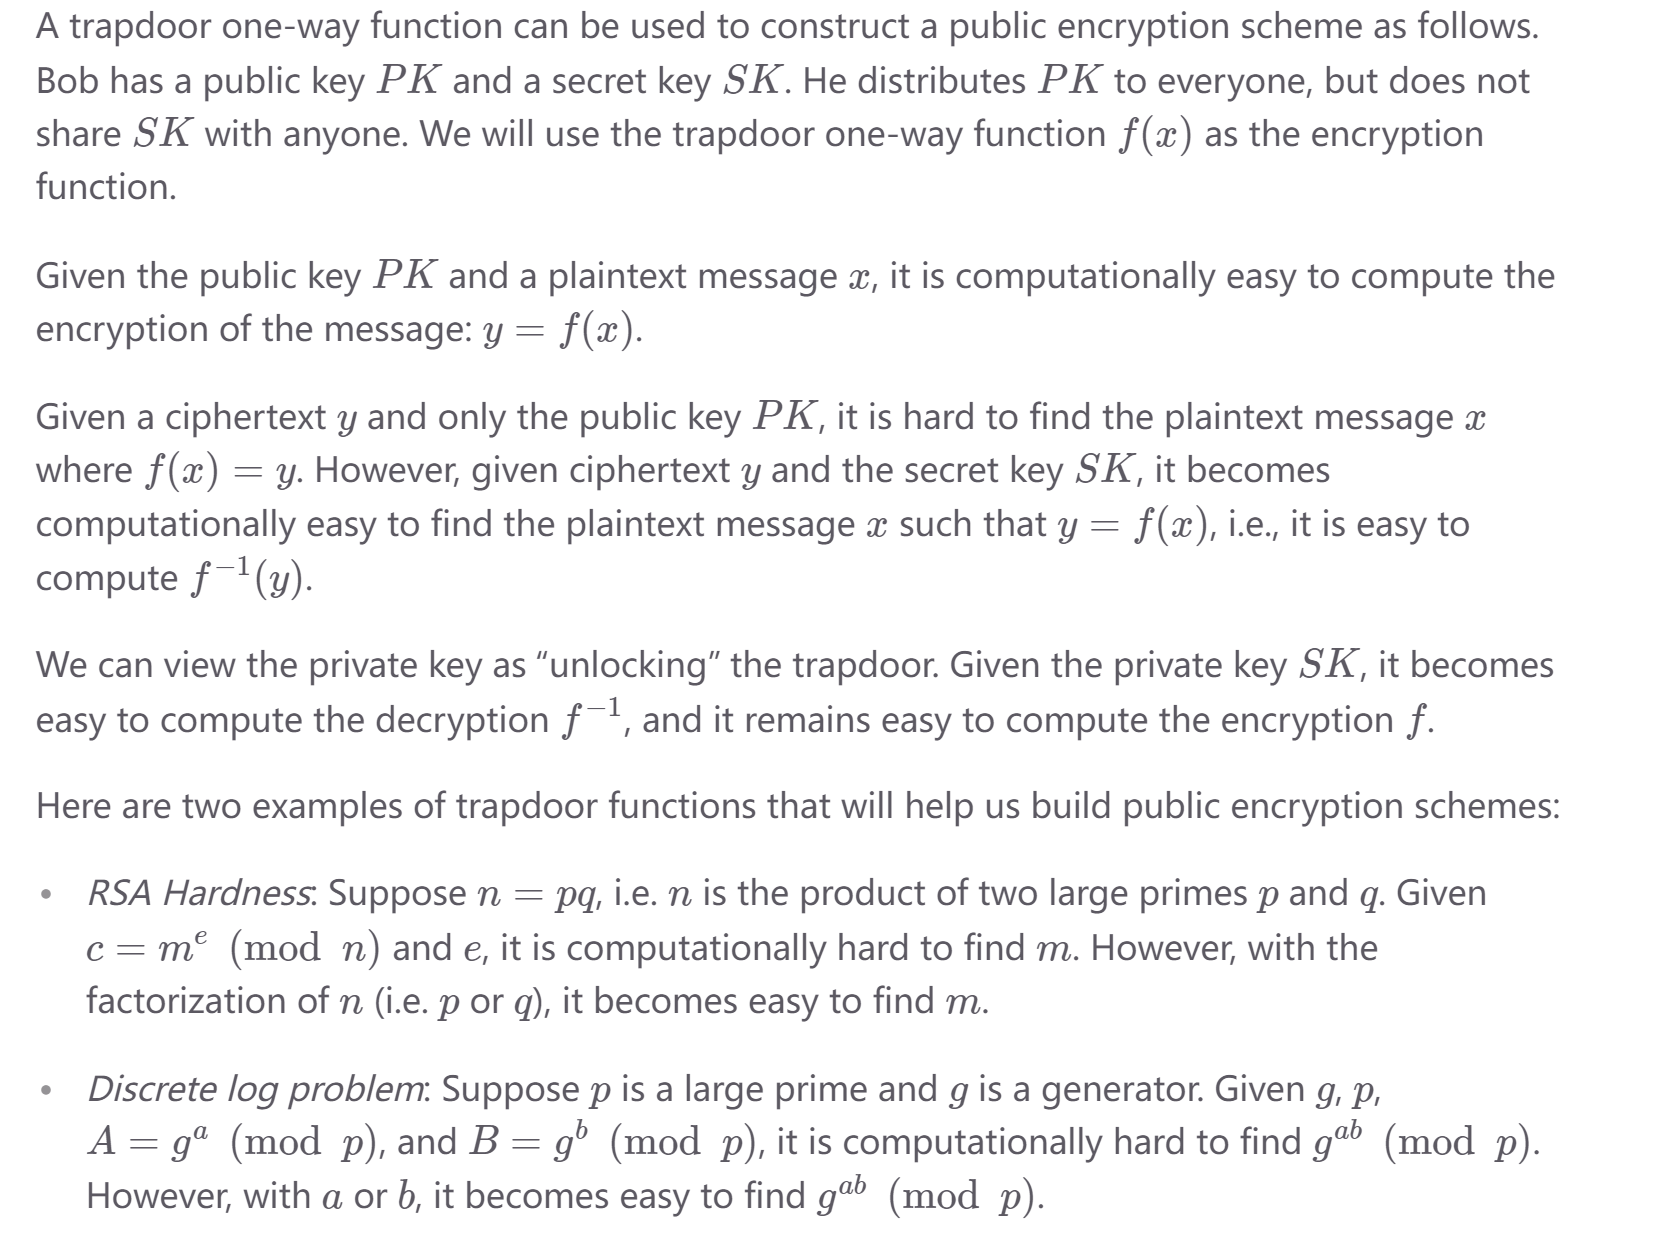 A trapdoor one-way function can be used to construct a public encryption scheme as follows.
Bob has a public key PK and a secret key SK. He distributes PK to everyone, but does not
share SK with anyone. We will use the trapdoor one-way function f(x) as the encryption
function.
Given the public key PK and a plaintext message x, it is computationally easy to compute the
encryption of the message: y = f(x).
Given a ciphertext y and only the public key PK, it is hard to find the plaintext message x
where f(x) = y. However, given ciphertext y and the secret key SK, it becomes
computationally easy to find the plaintext message x such that y = f(x), i.e., it is easy to
compute f⁻¹(y).
We can view the private key as “unlocking” the trapdoor. Given the private key SK, it becomes
easy to compute the decryption f⁻¹, and it remains easy to compute the encryption f.
Here are two examples of trapdoor functions that will help us build public encryption schemes:
• RSA Hardness: Suppose n = pq, i.e. n is the product of two large primes p and q. Given
c = mᵉ (mod n) and e, it is computationally hard to find m. However, with the
factorization of n (i.e. p or q), it becomes easy to find m.
• Discrete log problem: Suppose p is a large prime and g is a generator. Given g, p,
A = gᵃ (mod p), and B = gᵇ (mod p), it is computationally hard to find gᵃᵇ (mod p).
However, with a or b, it becomes easy to find gᵃᵇ (mod p).